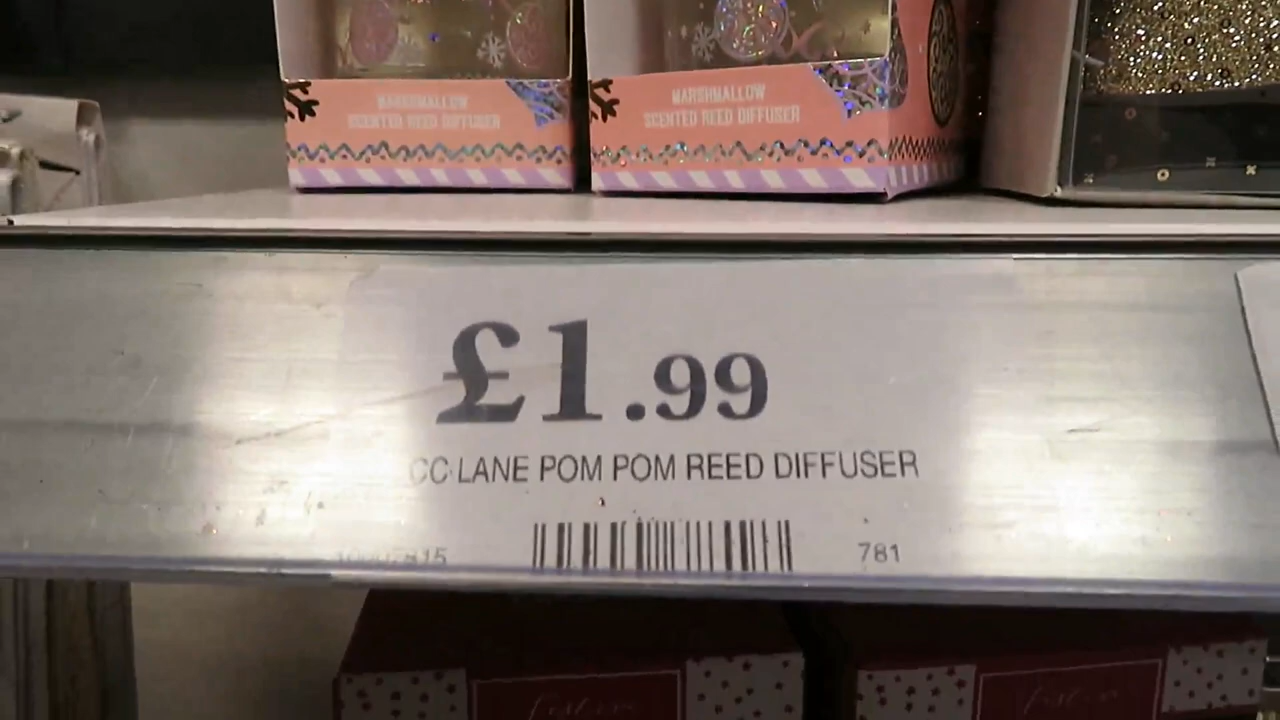 MARSHMALLOW
SCENTED REED DIFFUSER
MARSHMALLOW
SCENTED REED DIFFUSER
£1.99
CC LANE POM POM REED DIFFUSER
781